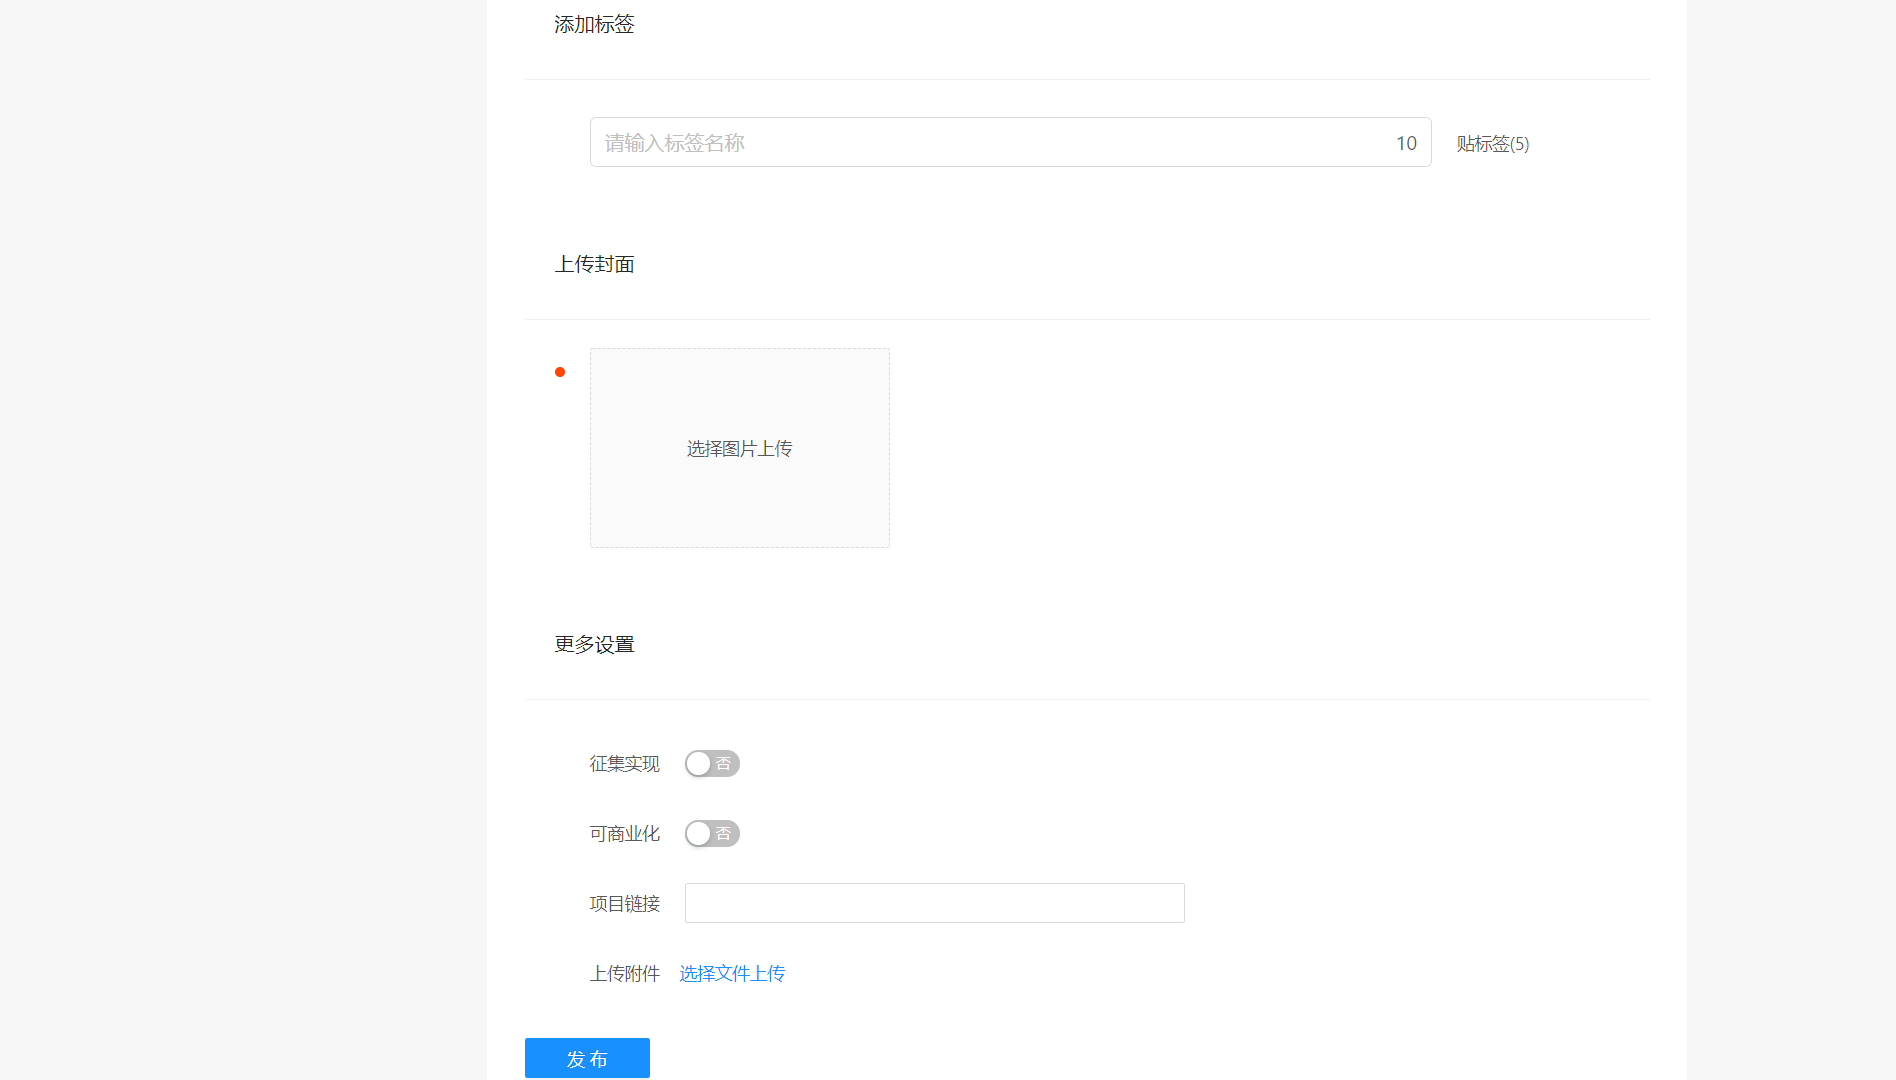 添加标签
请输入标签名称 10 贴标签(5)
上传封面
选择图片上传
更多设置
征集实现 否
可商业化 否
项目链接
上传附件 选择文件上传
发布